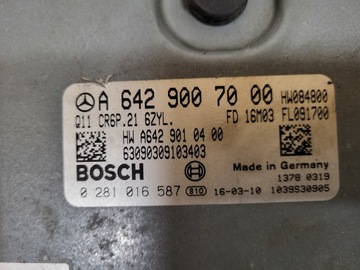 A 642 900 70 00 HW084800
Q11 CR6P.21 6ZYL. FD 16M03 FL091700
HW A642 901 04 00
63090309103403
BOSCH Made in Germany
1378 0319
0 281 016 587 810 16-03-10 1039S30905